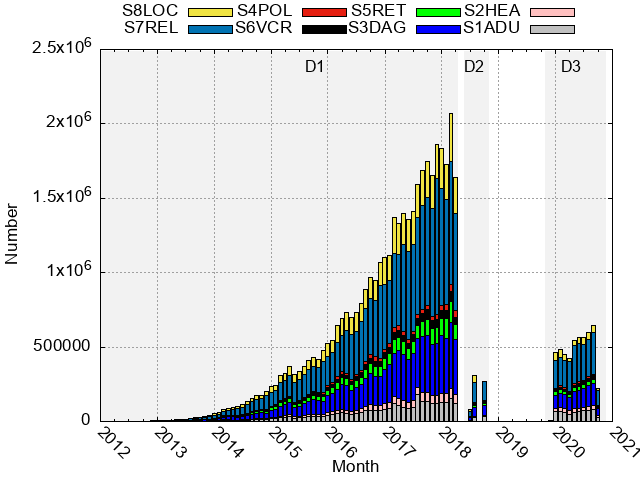 S8LOC S4POL S5RET S2HEA
S7REL S6VCR S3DAG S1ADU
2.5x10⁶
2x10⁶
1.5x10⁶
1x10⁶
500000
0
Number
D1 D2 D3
2012 2013 2014 2015 2016 2017 2018 2019 2020 2021
Month